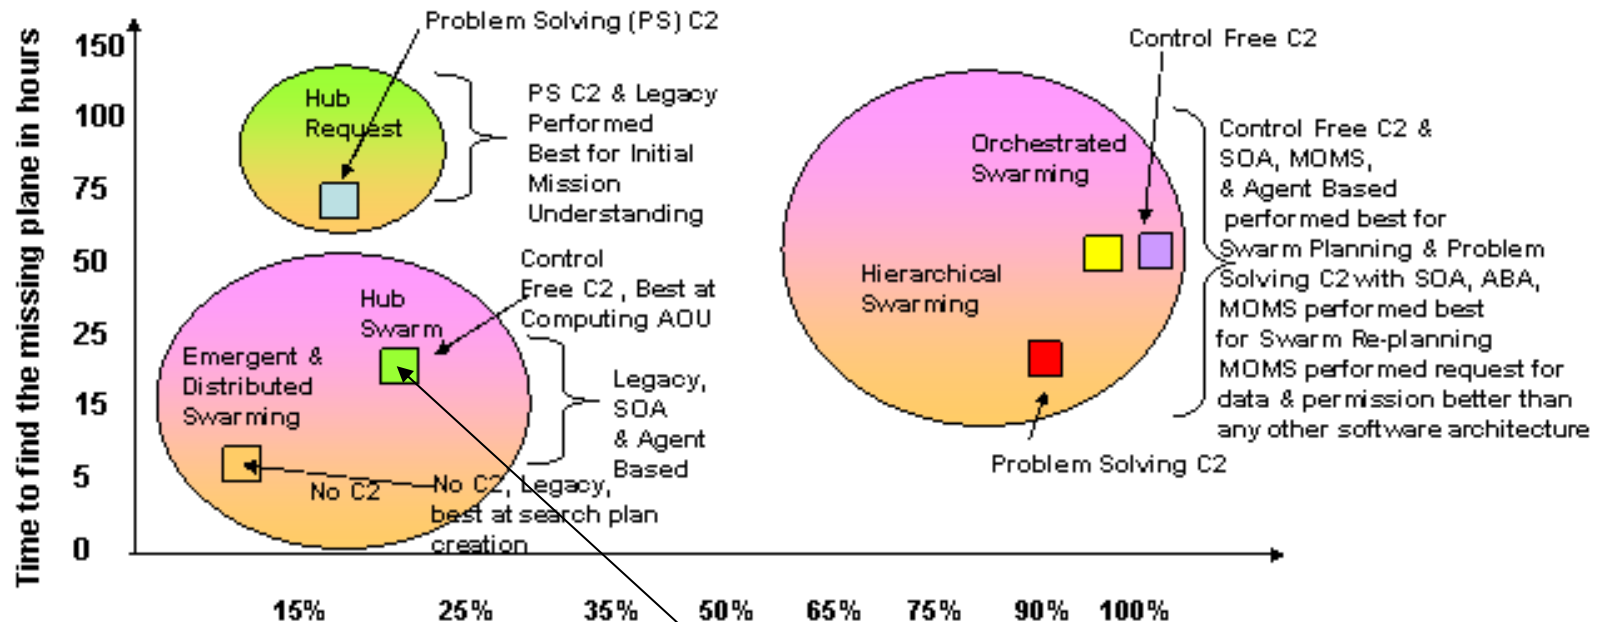 Time to find the missing plane in hours
150
100
75
50
25
15
5
0
Problem Solving (PS) C2
Hub
Request
PS C2 & Legacy
Performed
Best for Initial
Mission
Understanding
Control
Free C2 , Best at
Computing AOU
Hub
Swarm
Emergent &
Distributed
Swarming
Legacy,
SOA
& Agent
Based
No C2
No C2, Legacy,
best at search plan
creation
Control Free C2
Orchestrated
Swarming
Hierarchical
Swarming
Problem Solving C2
Control Free C2 &
SOA, MOMS,
& Agent Based
performed best for
Swarm Planning & Problem
Solving C2 with SOA, ABA,
MOMS performed best
for Swarm Re-planning
MOMS performed request for
data & permission better than
any other software architecture
15% 25% 35% 50% 65% 75% 90% 100%